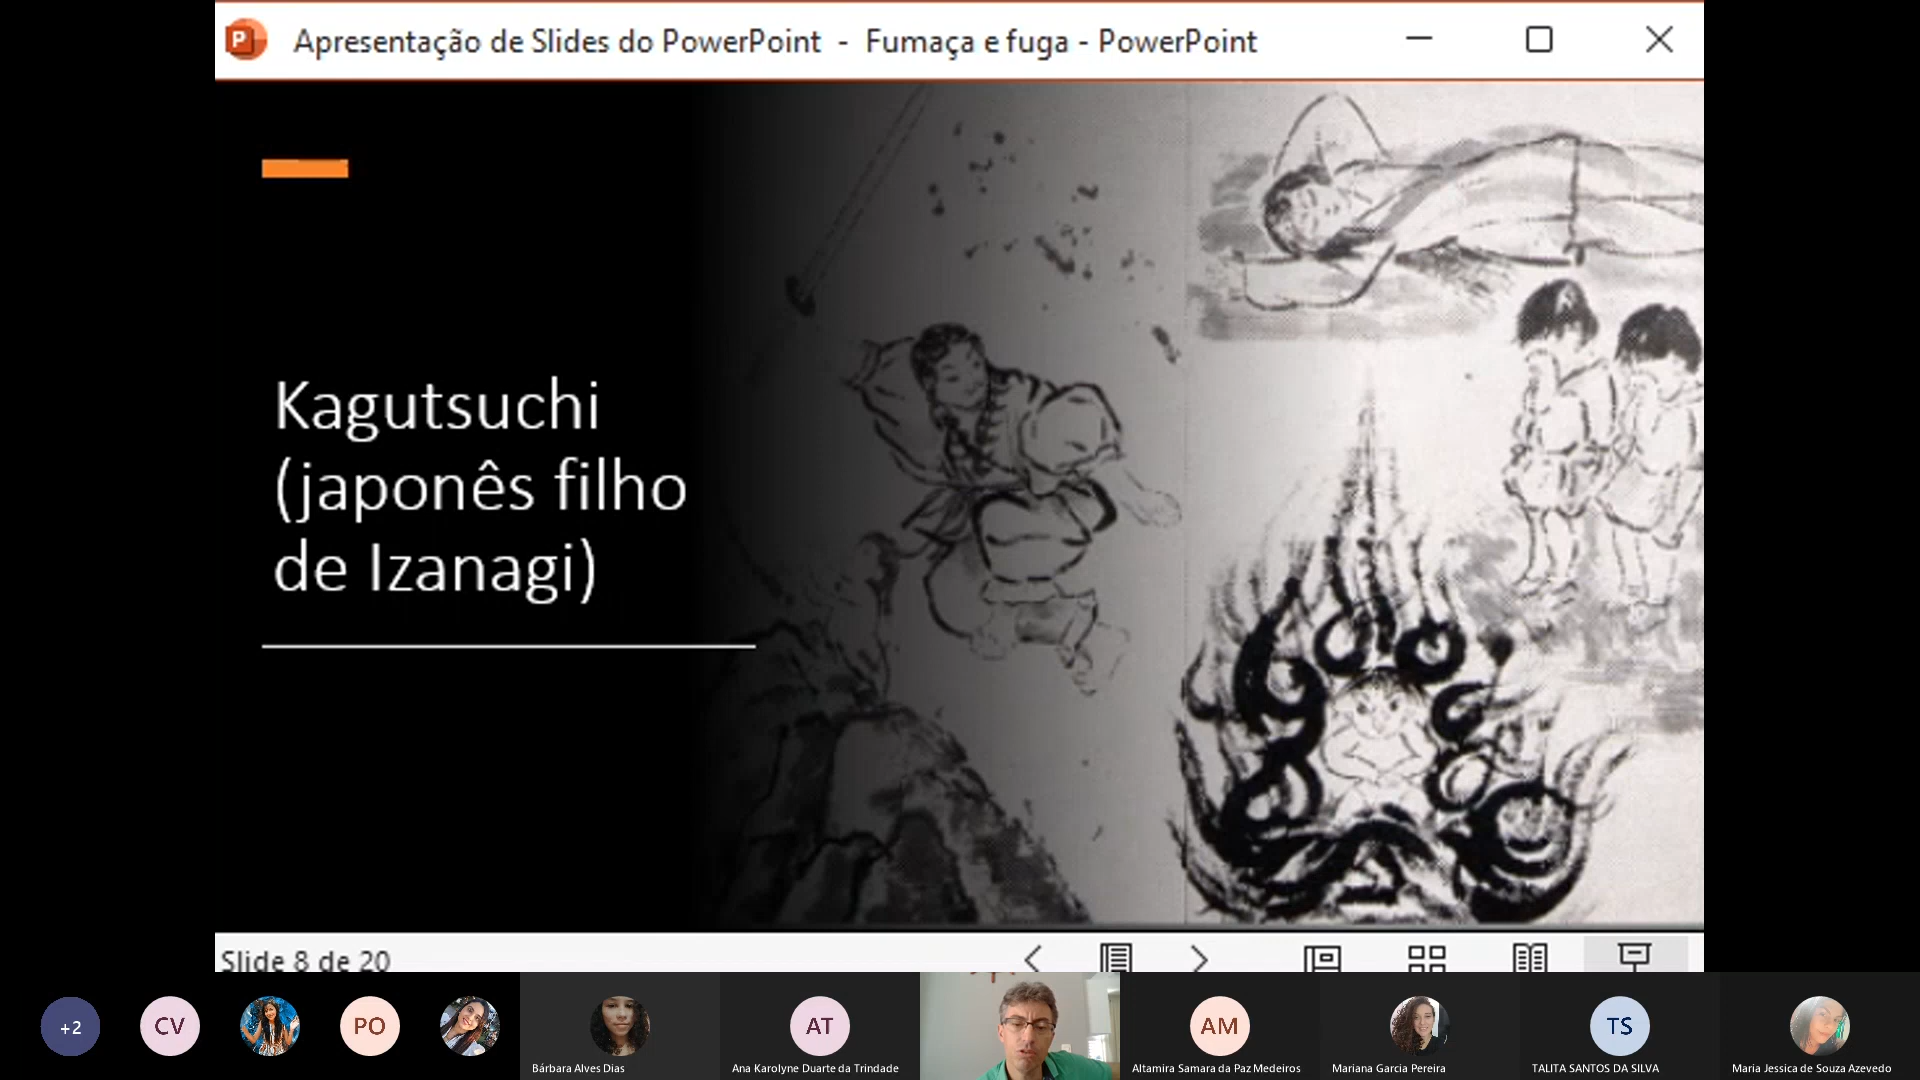 Apresentação de Slides do PowerPoint - Fumaça e fuga - PowerPoint
Kagutsuchi
(japonês filho
de Izanagi)
Slide 8 de 20
+2
CV
PO
Bárbara Alves Dias
AT
Ana Karolyne Duarte da Trindade
AM
Altamira Samara da Paz Medeiros
Mariana Garcia Pereira
TS
TALITA SANTOS DA SILVA
Maria Jessica de Souza Azevedo